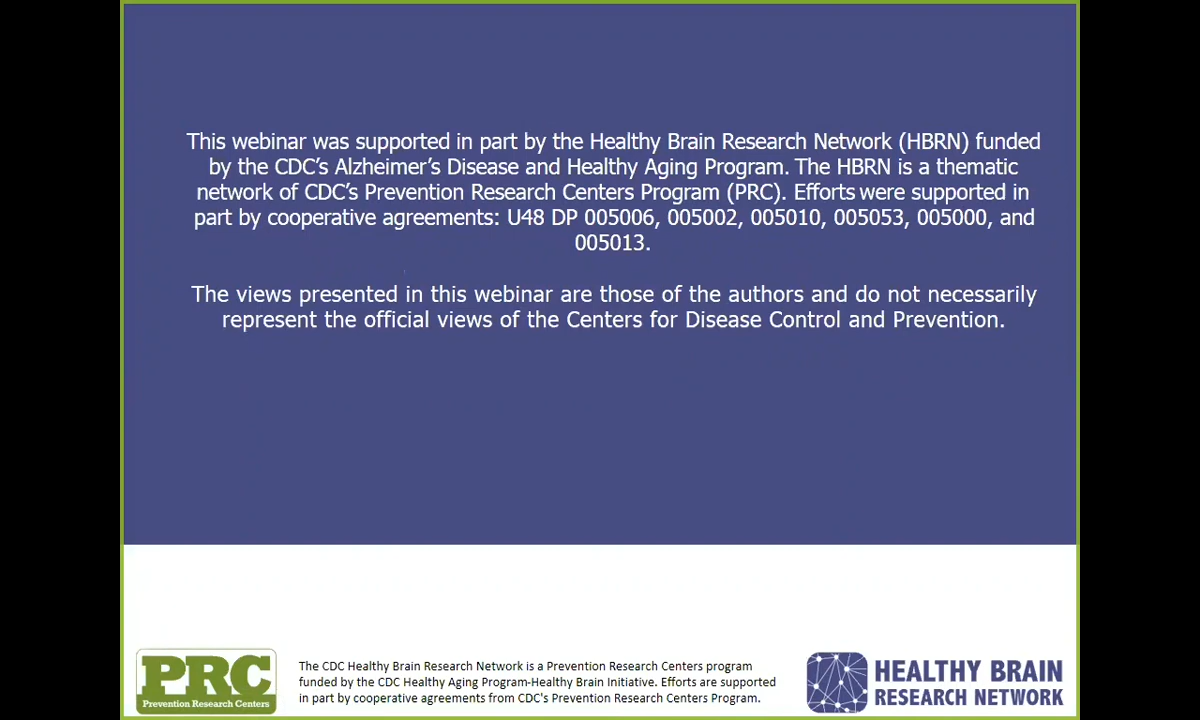 This webinar was supported in part by the Healthy Brain Research Network (HBRN) funded
by the CDC’s Alzheimer’s Disease and Healthy Aging Program. The HBRN is a thematic
network of CDC’s Prevention Research Centers Program (PRC). Efforts were supported in
part by cooperative agreements: U48 DP 005006, 005002, 005010, 005053, 005000, and
005013.
The views presented in this webinar are those of the authors and do not necessarily
represent the official views of the Centers for Disease Control and Prevention.
PRC
Prevention Research Centers
The CDC Healthy Brain Research Network is a Prevention Research Centers program
funded by the CDC Healthy Aging Program-Healthy Brain Initiative. Efforts are supported
in part by cooperative agreements from CDC's Prevention Research Centers Program.
HEALTHY BRAIN
RESEARCH NETWORK